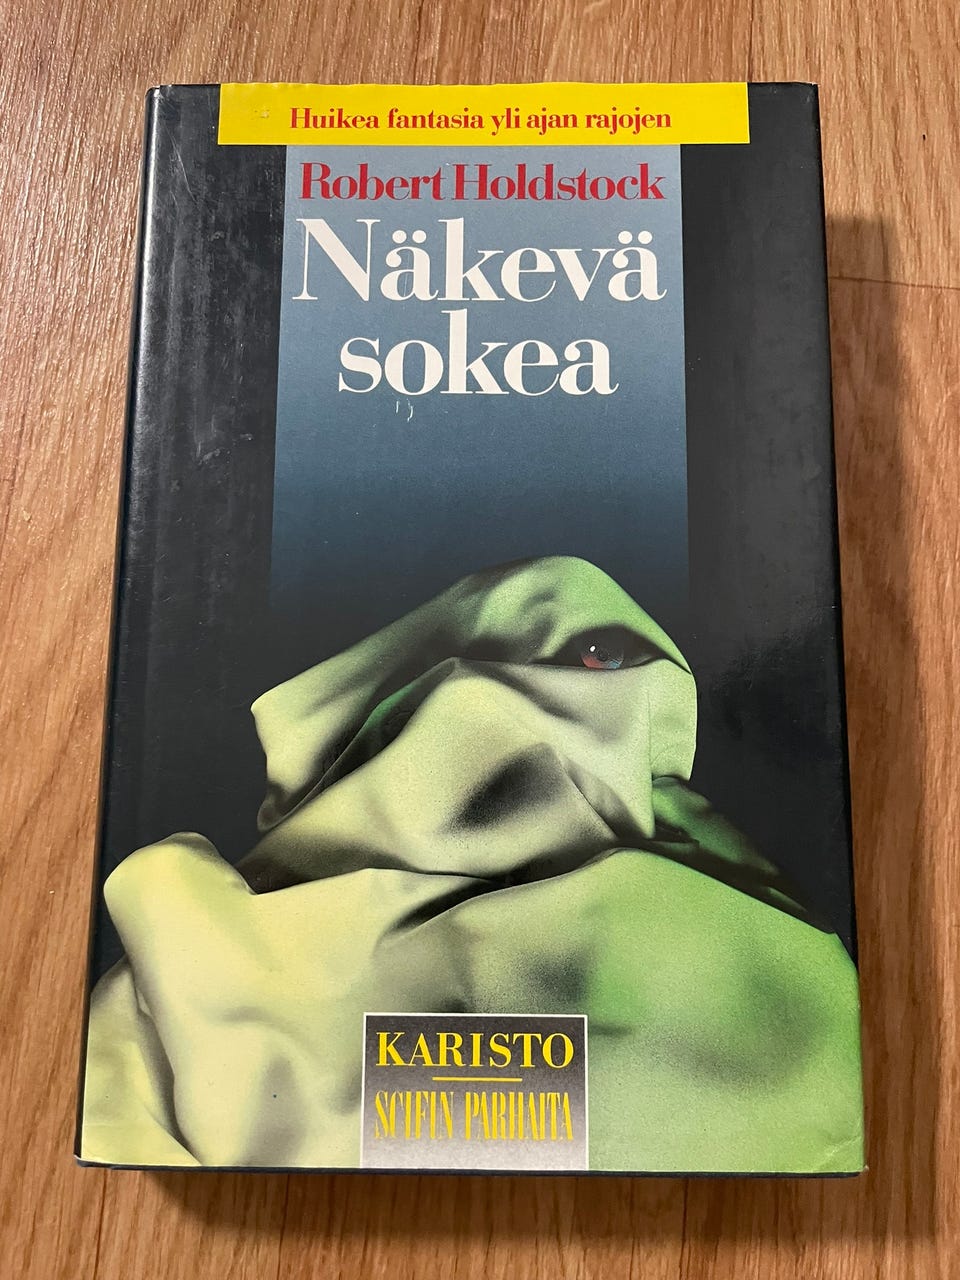 Huikea fantasia yli ajan rajojen
Robert Holdstock
Näkevä
sokea
KARISTO
SCIFIN PARHAITA